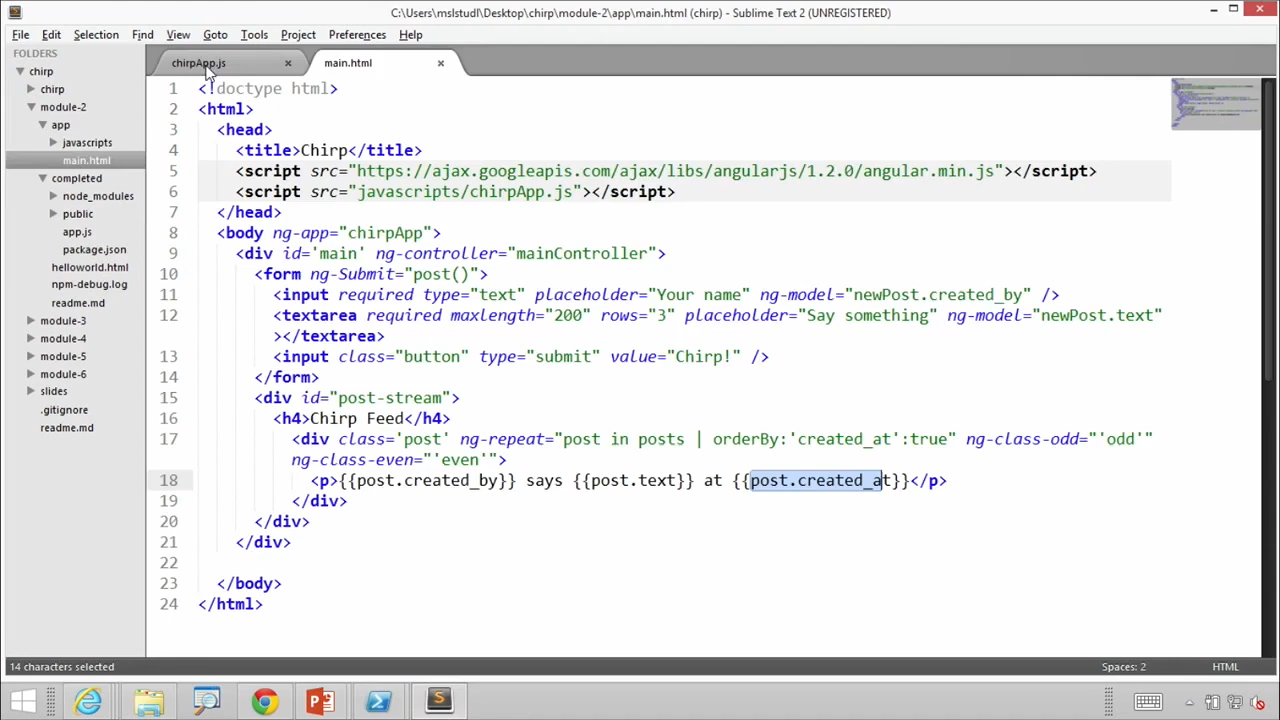 C:\Users\mslstudl\Desktop\chirp\module-2\app\main.html (chirp) - Sublime Text 2 (UNREGISTERED)
File Edit Selection Find View Goto Tools Project Preferences Help
FOLDERS
chirp
chirp
module-2
app
javascripts
main.html
completed
node_modules
public
app.js
package.json
helloworld.html
npm-debug.log
readme.md
module-3
module-4
module-5
module-6
slides
.gitignore
readme.md
chirpApp.js × main.html ×
1 <!doctype html>
2 <html>
3 <head>
4 <title>Chirp</title>
5 <script src="https://ajax.googleapis.com/ajax/libs/angularjs/1.2.0/angular.min.js"></script>
6 <script src="javascripts/chirpApp.js"></script>
7 </head>
8 <body ng-app="chirpApp">
9 <div id='main' ng-controller="mainController">
10 <form ng-Submit="post()">
11 <input required type="text" placeholder="Your name" ng-model="newPost.created_by" />
12 <textarea required maxlength="200" rows="3" placeholder="Say something" ng-model="newPost.text"
></textarea>
13 <input class="button" type="submit" value="Chirp!" />
14 </form>
15 <div id="post-stream">
16 <h4>Chirp Feed</h4>
17 <div class='post' ng-repeat="post in posts | orderBy:'created_at':true" ng-class-odd="'odd'"
ng-class-even="'even'">
18 <p>{{post.created_by}} says {{post.text}} at {{post.created_at}}</p>
19 </div>
20 </div>
21 </div>
22
23 </body>
24 </html>
14 characters selected
Spaces: 2
HTML